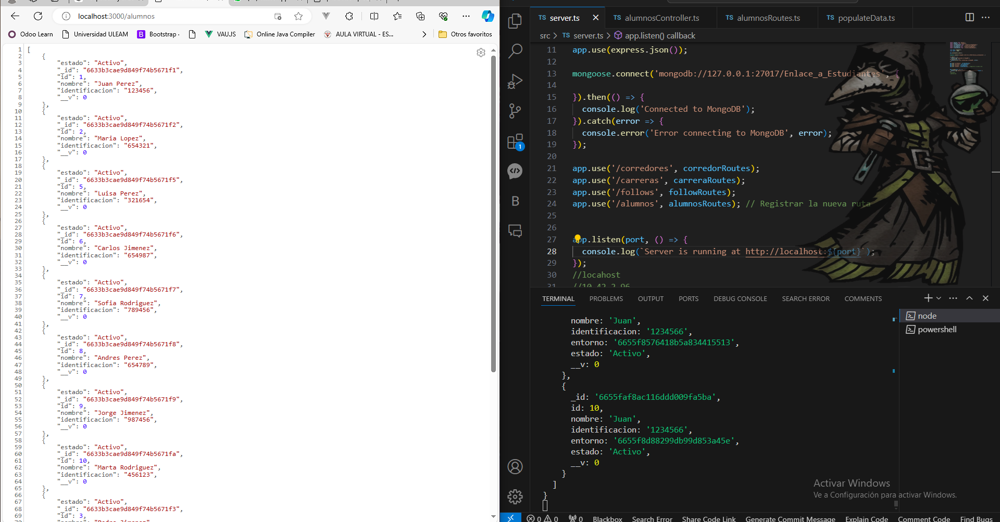 localhost:3000/alumnos
Odoo Learn
Universidad ULEAM
B Bootstrap ·
VAUJS
Online Java Compiler
AULA VIRTUAL - ES...
Otros favoritos
1 [
2 {
3 "estado": "Activo",
4 "_id": "6633b3cae9d849f74b5671f1",
5 "id": 1,
6 "nombre": "Juan Perez",
7 "identificacion": "123456",
8 "__v": 0
9 },
10 {
11 "estado": "Activo",
12 "_id": "6633b3cae9d849f74b5671f2",
13 "id": 2,
14 "nombre": "Maria Lopez",
15 "identificacion": "654321",
16 "__v": 0
17 },
18 {
19 "estado": "Activo",
20 "_id": "6633b3cae9d849f74b5671f5",
21 "id": 5,
22 "nombre": "Luisa Perez",
23 "identificacion": "321654",
24 "__v": 0
25 },
26 {
27 "estado": "Activo",
28 "_id": "6633b3cae9d849f74b5671f6",
29 "id": 6,
30 "nombre": "Carlos Jimenez",
31 "identificacion": "654987",
32 "__v": 0
33 },
34 {
35 "estado": "Activo",
36 "_id": "6633b3cae9d849f74b5671f7",
37 "id": 7,
38 "nombre": "Sofia Rodriguez",
39 "identificacion": "789456",
40 "__v": 0
41 },
42 {
43 "estado": "Activo",
44 "_id": "6633b3cae9d849f74b5671f8",
45 "id": 8,
46 "nombre": "Andres Perez",
47 "identificacion": "654789",
48 "__v": 0
49 },
50 {
51 "estado": "Activo",
52 "_id": "6633b3cae9d849f74b5671f9",
53 "id": 9,
54 "nombre": "Jorge Jimenez",
55 "identificacion": "987456",
56 "__v": 0
57 },
58 {
59 "estado": "Activo",
60 "_id": "6633b3cae9d849f74b5671fa",
61 "id": 10,
62 "nombre": "Marta Rodriguez",
63 "identificacion": "456123",
64 "__v": 0
65 },
66 {
67 "estado": "Activo",
68 "_id": "6633b3cae9d849f74b5671f3",
69 "id": 3,
1
B
TS server.ts
TS alumnosController.ts
TS alumnosRoutes.ts
TS populateData.ts
src > TS server.ts > app.listen() callback
11 app.use(express.json());
12
13 mongoose.connect('mongodb://127.0.0.1:27017/Enlace_a_Estudiantes', {
14
15 }).then(() => {
16 console.log('Connected to MongoDB');
17 }).catch(error => {
18 console.error('Error connecting to MongoDB', error);
19 });
20
21 app.use('/corredores', corredorRoutes);
22 app.use('/carreras', carreraRoutes);
23 app.use('/follows', followRoutes);
24 app.use('/alumnos', alumnosRoutes); // Registrar la nueva ruta
25
26
27 app.listen(port, () => {
28 console.log(`Server is running at http://localhost:${port}`);
29 });
30 //locahost
31 //10.42.2.96
TERMINAL PROBLEMS OUTPUT PORTS DEBUG CONSOLE SEARCH ERROR COMMENTS
nombre: 'Juan',
identificacion: '1234566',
entorno: '6655f8576418b5a834415513',
estado: 'Activo',
__v: 0
},
{
_id: '6655faf8ac116ddd009fa5ba',
id: 10,
nombre: 'Juan',
identificacion: '1234566',
entorno: '6655f8d88299db99d853a45e',
estado: 'Activo',
__v: 0
}
]
}
node
powershell
Activar Windows
Ve a Configuración para activar Windows.
0 0 0 Blackbox Search Error Share Code Link Generate Commit Message Explain Code Comment Code Find Bugs